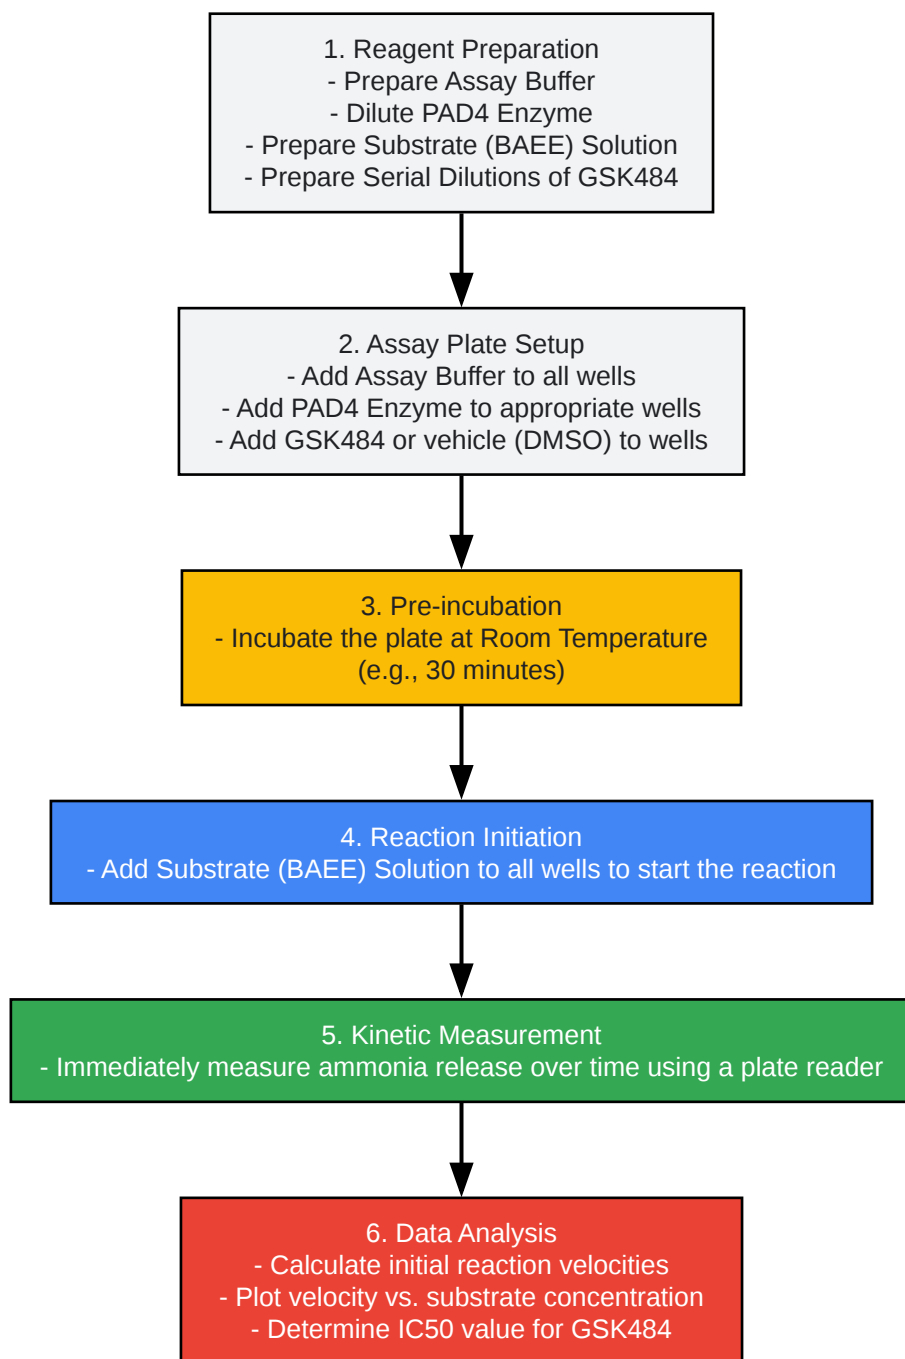 1. Reagent Preparation
- Prepare Assay Buffer
- Dilute PAD4 Enzyme
- Prepare Substrate (BAEE) Solution
- Prepare Serial Dilutions of GSK484
2. Assay Plate Setup
- Add Assay Buffer to all wells
- Add PAD4 Enzyme to appropriate wells
- Add GSK484 or vehicle (DMSO) to wells
3. Pre-incubation
- Incubate the plate at Room Temperature
(e.g., 30 minutes)
4. Reaction Initiation
- Add Substrate (BAEE) Solution to all wells to start the reaction
5. Kinetic Measurement
- Immediately measure ammonia release over time using a plate reader
6. Data Analysis
- Calculate initial reaction velocities
- Plot velocity vs. substrate concentration
- Determine IC50 value for GSK484